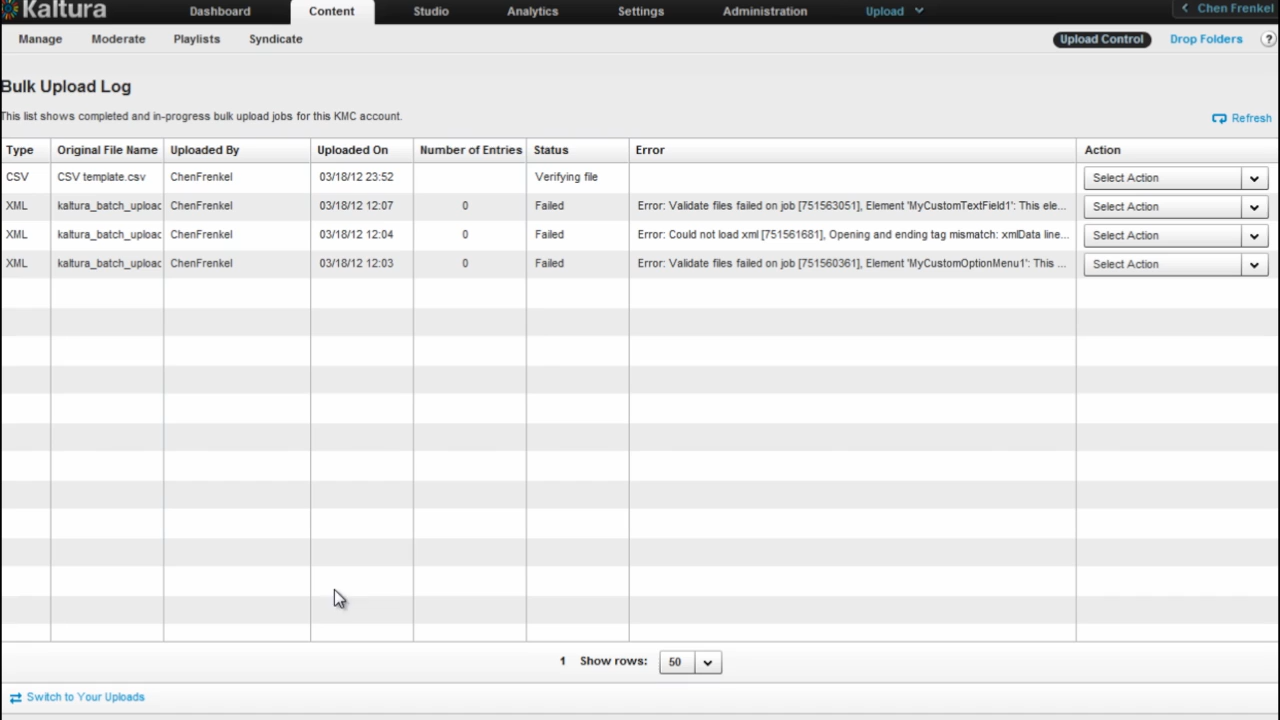 Kaltura Dashboard Content Studio Analytics Settings Administration Upload Chen Frenkel
Manage Moderate Playlists Syndicate Upload Control Drop Folders ?
Bulk Upload Log
This list shows completed and in-progress bulk upload jobs for this KMC account.
Refresh
Type Original File Name Uploaded By Uploaded On Number of Entries Status Error Action
CSV CSV template.csv ChenFrenkel 03/18/12 23:52 Verifying file Select Action
XML kaltura_batch_upload ChenFrenkel 03/18/12 12:07 0 Failed Error: Validate files failed on job [751563051], Element 'MyCustomTextField1': This ele... Select Action
XML kaltura_batch_upload ChenFrenkel 03/18/12 12:04 0 Failed Error: Could not load xml [751561681], Opening and ending tag mismatch: xmlData line... Select Action
XML kaltura_batch_upload ChenFrenkel 03/18/12 12:03 0 Failed Error: Validate files failed on job [751560361], Element 'MyCustomOptionMenu1': This ... Select Action
1 Show rows: 50
Switch to Your Uploads